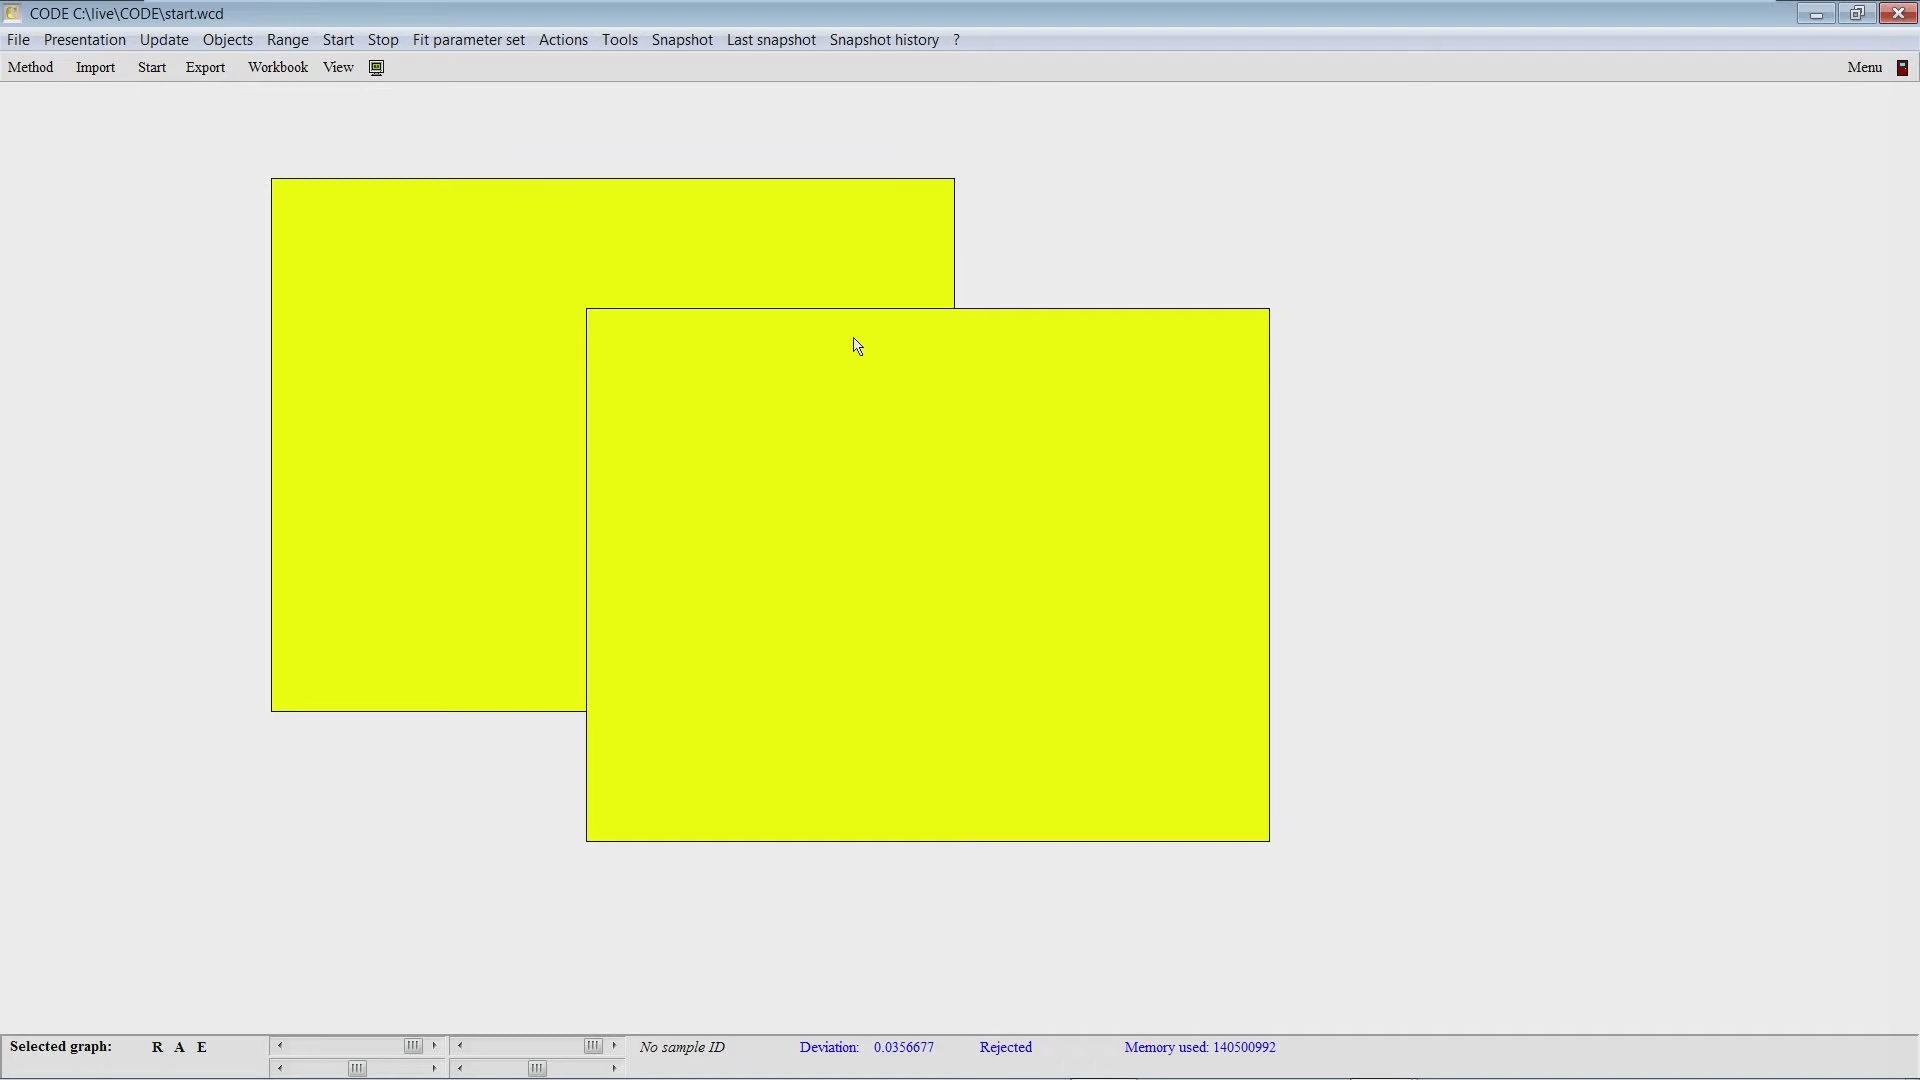 CODE C:\live\CODE\start.wcd
File Presentation Update Objects Range Start Stop Fit parameter set Actions Tools Snapshot Last snapshot Snapshot history ?
Method Import Start Export Workbook View Menu
Selected graph: R A E No sample ID Deviation: 0.0356677 Rejected Memory used: 140500992